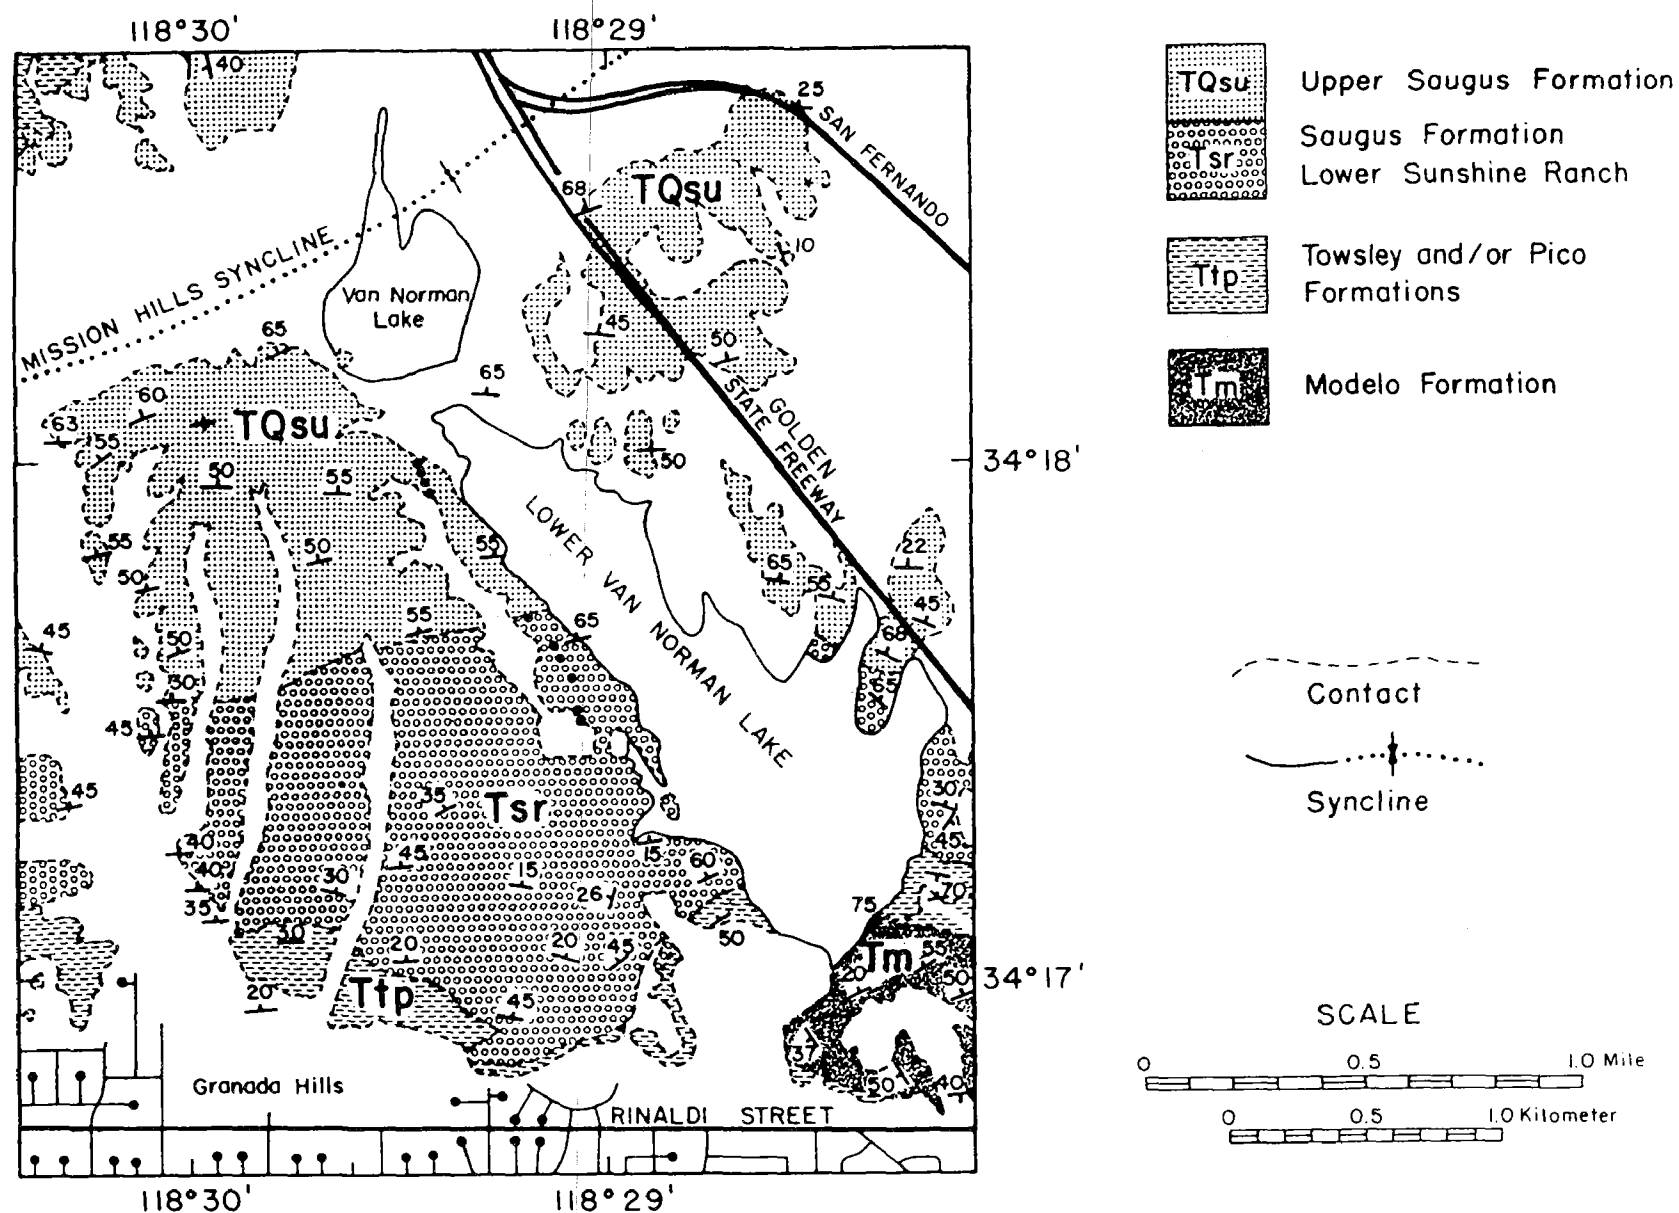 118°30'
118°29'
40
25
SAN FERNANDO
68
TQsu
10
MISSION HILLS SYNCLINE
Van Norman
Lake
45
65
50
65
60
TQsu
63
55
GOLDEN
STATE FREEWAY
50
50
55
34°18'
LOWER VAN NORMAN LAKE
55
50
55
65
22
50
55
55
45
65
68
45
50
30
45
45
30
35
Tsr
45
40
15
60
45
40
30
15
26
70
35
75
30
50
20
20
45
Tm
55
34°17'
20
50
20
Ttp
45
37
50
40
Granada Hills
RINALDI STREET
118°30'
118°29'
TQsu
Upper Saugus Formation
Tsr
Saugus Formation
Lower Sunshine Ranch
Ttp
Towsley and/or Pico
Formations
Tm
Modelo Formation
Contact
Syncline
SCALE
0 0.5 1.0 Mile
0 0.5 1.0 Kilometer